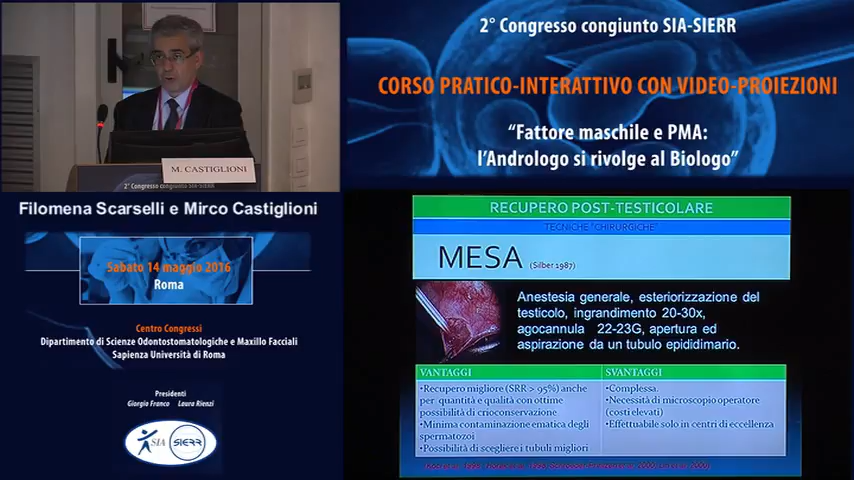 M. CASTIGLIONI
2° Congresso congiunto SIA-SIERR
2° Congresso congiunto SIA-SIERR
CORSO PRATICO-INTERATTIVO CON VIDEO-PROIEZIONI
“Fattore maschile e PMA:
l’Andrologo si rivolge al Biologo”
Filomena Scarselli e Mirco Castiglioni
Sabato 14 maggio 2016
Roma
Centro Congressi
Dipartimento di Scienze Odontostomatologiche e Maxillo Facciali
Sapienza Università di Roma
Presidenti
Giorgio Franco Laura Rienzi
SIA SIERR
RECUPERO POST-TESTICOLARE
TECNICHE "CHIRURGICHE"
MESA (Silber 1987)
Anestesia generale, esteriorizzazione del
testicolo, ingrandimento 20-30x,
agocannula 22-23G, apertura ed
aspirazione da un tubulo epididimario.
VANTAGGI
•Recupero migliore (SRR > 95%) anche
per quantità e qualità con ottime
possibilità di crioconservazione
•Minima contaminazione ematica degli
spermatozoi
•Possibilità di scegliere i tubuli migliori
SVANTAGGI
•Complessa.
•Necessità di microscopio operatore
(costi elevati)
•Effettuabile solo in centri di eccellenza